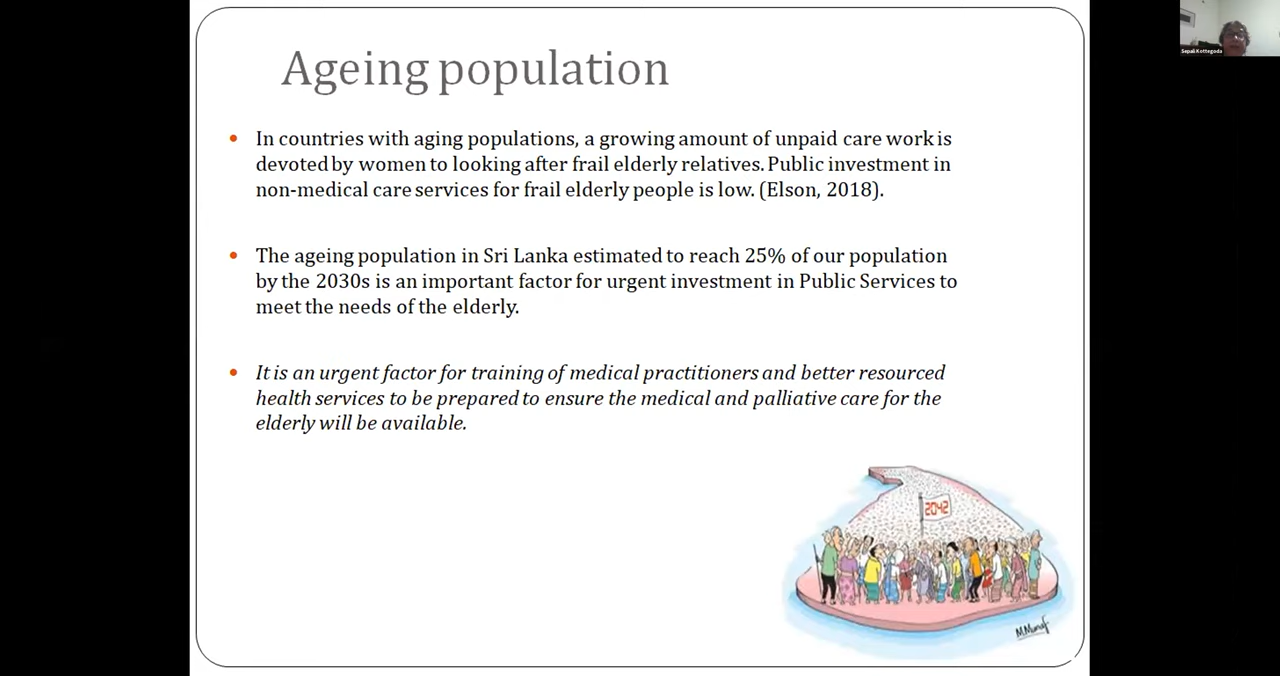 Ageing population
Sepali Kottegoda
• In countries with aging populations, a growing amount of unpaid care work is
devoted by women to looking after frail elderly relatives. Public investment in
non-medical care services for frail elderly people is low. (Elson, 2018).
• The ageing population in Sri Lanka estimated to reach 25% of our population
by the 2030s is an important factor for urgent investment in Public Services to
meet the needs of the elderly.
• It is an urgent factor for training of medical practitioners and better resourced
health services to be prepared to ensure the medical and palliative care for the
elderly will be available.
2042